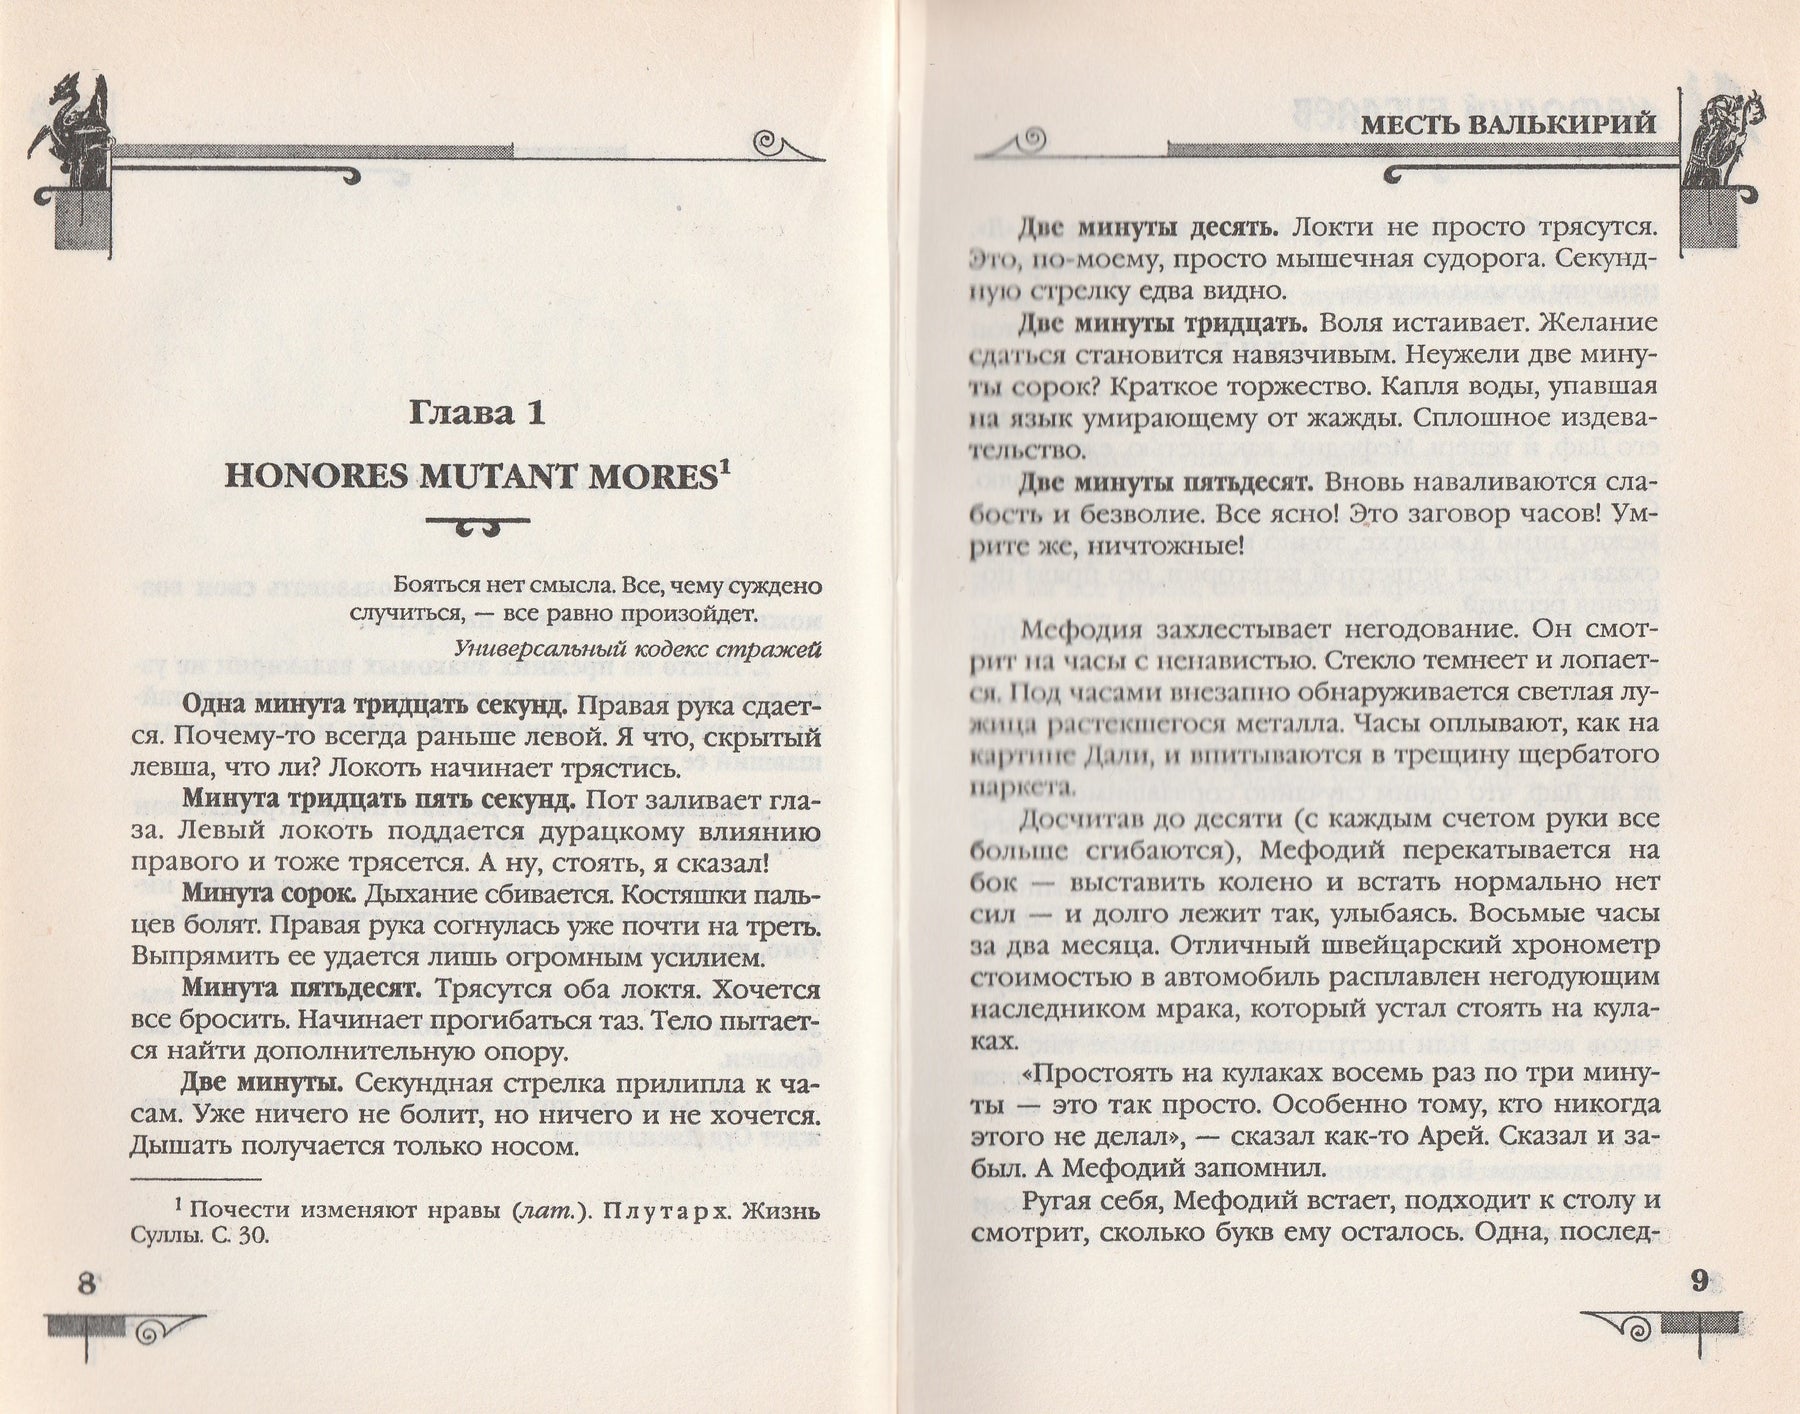 Глава 1
HONORES MUTANT MORES¹
Бояться нет смысла. Все, чему суждено
случиться, — все равно произойдет.
Универсальный кодекс стражей
Одна минута тридцать секунд. Правая рука сдает-
ся. Почему-то всегда раньше левой. Я что, скрытый
левша, что ли? Локоть начинает трястись.
Минута тридцать пять секунд. Пот заливает гла-
за. Левый локоть поддается дурацкому влиянию
правого и тоже трясется. А ну, стоять, я сказал!
Минута сорок. Дыхание сбивается. Костяшки паль-
цев болят. Правая рука согнулась уже почти на треть.
Выпрямить ее удается лишь огромным усилием.
Минута пятьдесят. Трясутся оба локтя. Хочется
все бросить. Начинает прогибаться таз. Тело пытает-
ся найти дополнительную опору.
Две минуты. Секундная стрелка прилипла к ча-
сам. Уже ничего не болит, но ничего и не хочется.
Дышать получается только носом.
¹ Почести изменяют нравы (лат.). Плутарх. Жизнь
Суллы. С. 30.
8
МЕСТЬ ВАЛЬКИРИЙ
Две минуты десять. Локти не просто трясутся.
Это, по-моему, просто мышечная судорога. Секунд-
ную стрелку едва видно.
Две минуты тридцать. Воля истаивает. Желание
сдаться становится навязчивым. Неужели две мину-
ты сорок? Краткое торжество. Капля воды, упавшая
на язык умирающему от жажды. Сплошное издева-
тельство.
Две минуты пятьдесят. Вновь наваливаются сла-
бость и безволие. Все ясно! Это заговор часов! Ум-
рите же, ничтожные!
Мефодия захлестывает негодование. Он смот-
рит на часы с ненавистью. Стекло темнеет и лопает-
ся. Под часами внезапно обнаруживается светлая лу-
жица растекшегося металла. Часы оплывают, как на
картине Дали, и впитываются в трещину щербатого
паркета.
Досчитав до десяти (с каждым счетом руки все
больше сгибаются), Мефодий перекатывается на
бок — выставить колено и встать нормально нет
сил — и долго лежит так, улыбаясь. Восьмые часы
за два месяца. Отличный швейцарский хронометр
стоимостью в автомобиль расплавлен негодующим
наследником мрака, который устал стоять на кула-
ках.
«Простоять на кулаках восемь раз по три мину-
ты — это так просто. Особенно тому, кто никогда
этого не делал», — сказал как-то Арей. Сказал и за-
был. А Мефодий запомнил.
Ругая себя, Мефодий встает, подходит к столу и
смотрит, сколько букв ему осталось. Одна, послед-
9